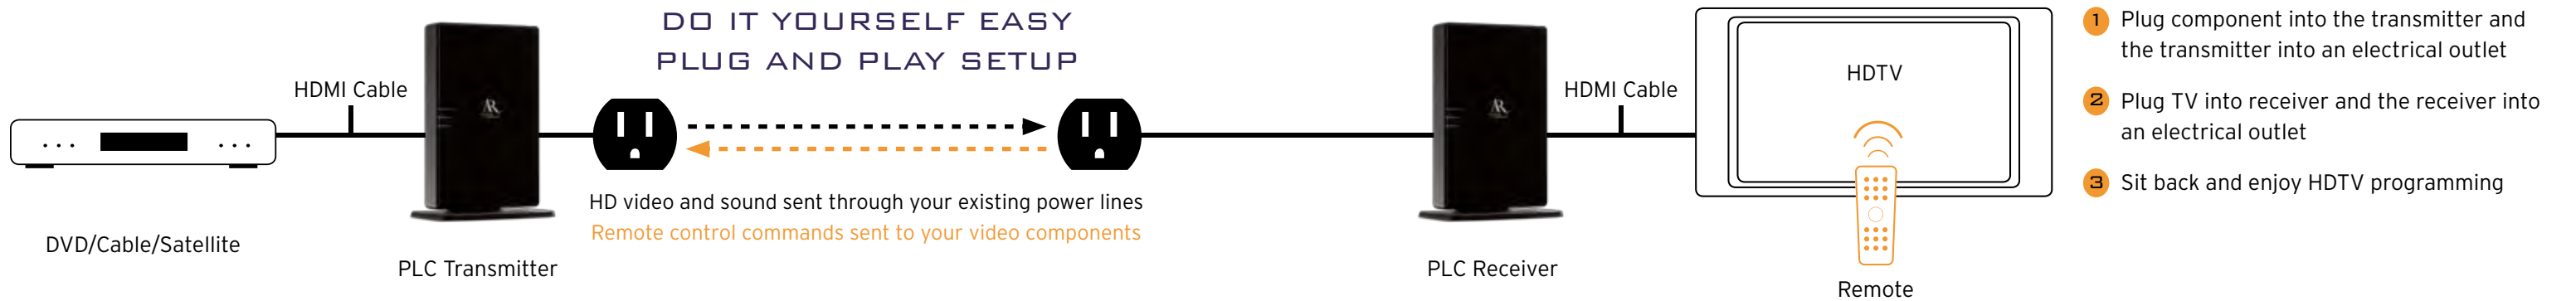 DO IT YOURSELF EASY
PLUG AND PLAY SETUP
HDMI Cable
DVD/Cable/Satellite
AR
PLC Transmitter
HD video and sound sent through your existing power lines
Remote control commands sent to your video components
AR
PLC Receiver
HDMI Cable
HDTV
Remote
1 Plug component into the transmitter and
the transmitter into an electrical outlet
2 Plug TV into receiver and the receiver into
an electrical outlet
3 Sit back and enjoy HDTV programming